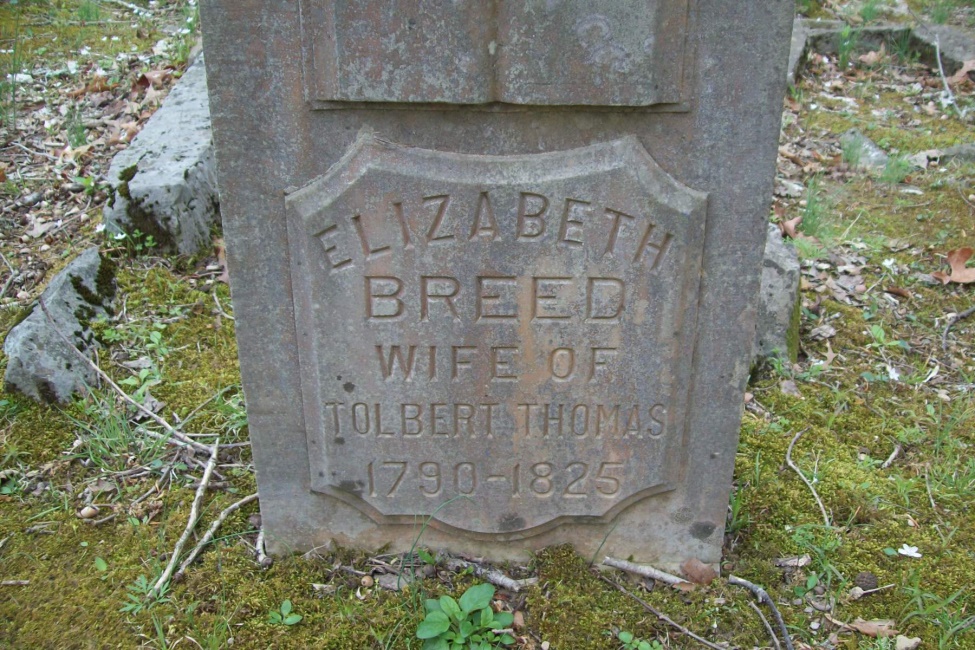 ELIZABETH
BREED
WIFE OF
TOLBERT THOMAS
1790-1825